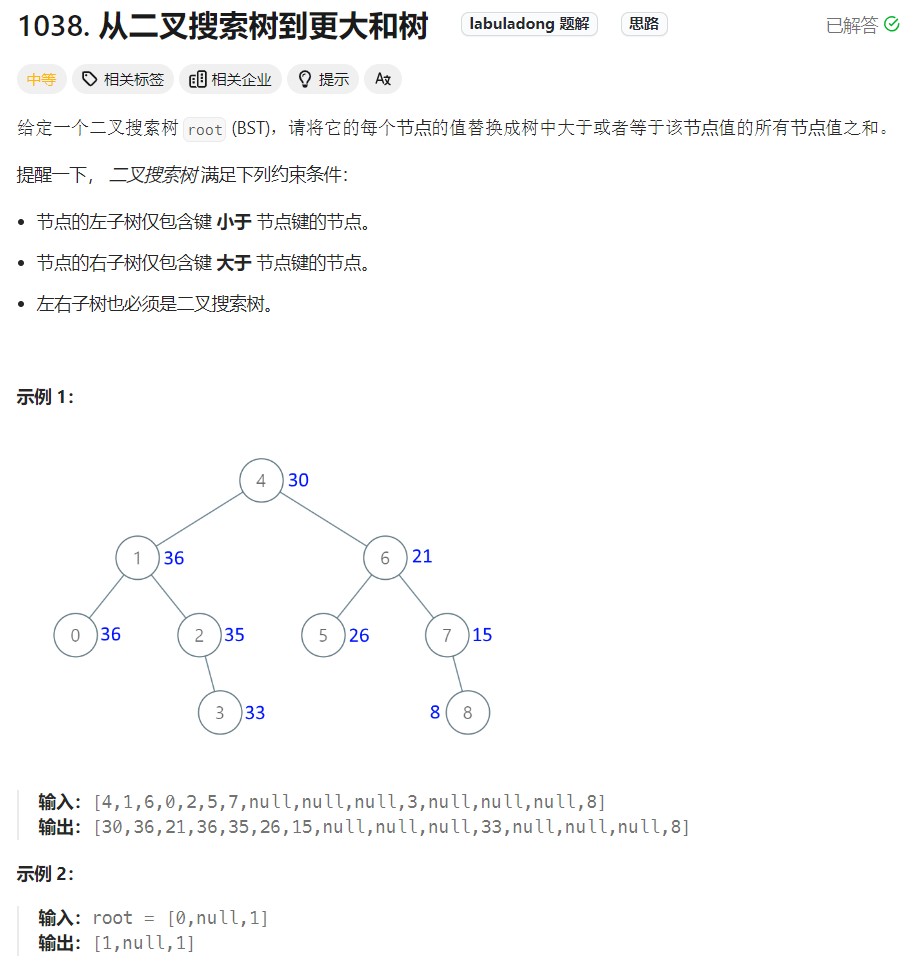 1038. 从二叉搜索树到更大和树 labuladong 题解 思路 已解答
中等 相关标签 相关企业 提示 Az
给定一个二叉搜索树 root (BST)，请将它的每个节点的值替换成树中大于或者等于该节点值的所有节点值之和。
提醒一下， 二叉搜索树 满足下列约束条件：
• 节点的左子树仅包含键 小于 节点键的节点。
• 节点的右子树仅包含键 大于 节点键的节点。
• 左右子树也必须是二叉搜索树。
示例 1：
4 30
1 36 6 21
0 36 2 35 5 26 7 15
3 33 8 8
输入：[4,1,6,0,2,5,7,null,null,null,3,null,null,null,8]
输出：[30,36,21,36,35,26,15,null,null,null,33,null,null,null,8]
示例 2：
输入：root = [0,null,1]
输出：[1,null,1]